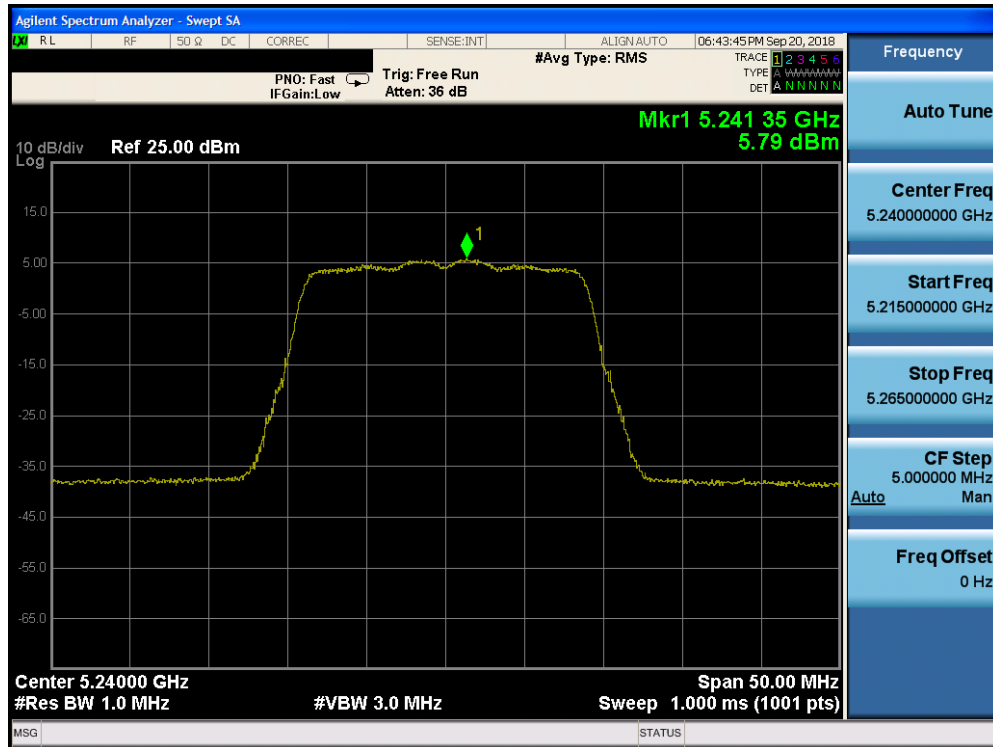 Agilent Spectrum Analyzer - Swept SA
LXI RL RF 50 Ω DC CORREC SENSE:INT ALIGN AUTO 06:43:45 PM Sep 20, 2018
Frequency
#Avg Type: RMS
TRACE 1 2 3 4 5 6
TYPE A WWWWWW
DET A N N N N N
PNO: Fast
IFGain:Low
Trig: Free Run
Atten: 36 dB
Auto Tune
Mkr1 5.241 35 GHz
5.79 dBm
10 dB/div
Log
Ref 25.00 dBm
1
15.0
5.00
-5.00
-15.0
-25.0
-35.0
-45.0
-55.0
-65.0
Center Freq
5.240000000 GHz
Start Freq
5.215000000 GHz
Stop Freq
5.265000000 GHz
CF Step
5.000000 MHz
Auto Man
Freq Offset
0 Hz
Center 5.24000 GHz
Span 50.00 MHz
#Res BW 1.0 MHz
#VBW 3.0 MHz
Sweep 1.000 ms (1001 pts)
MSG
STATUS